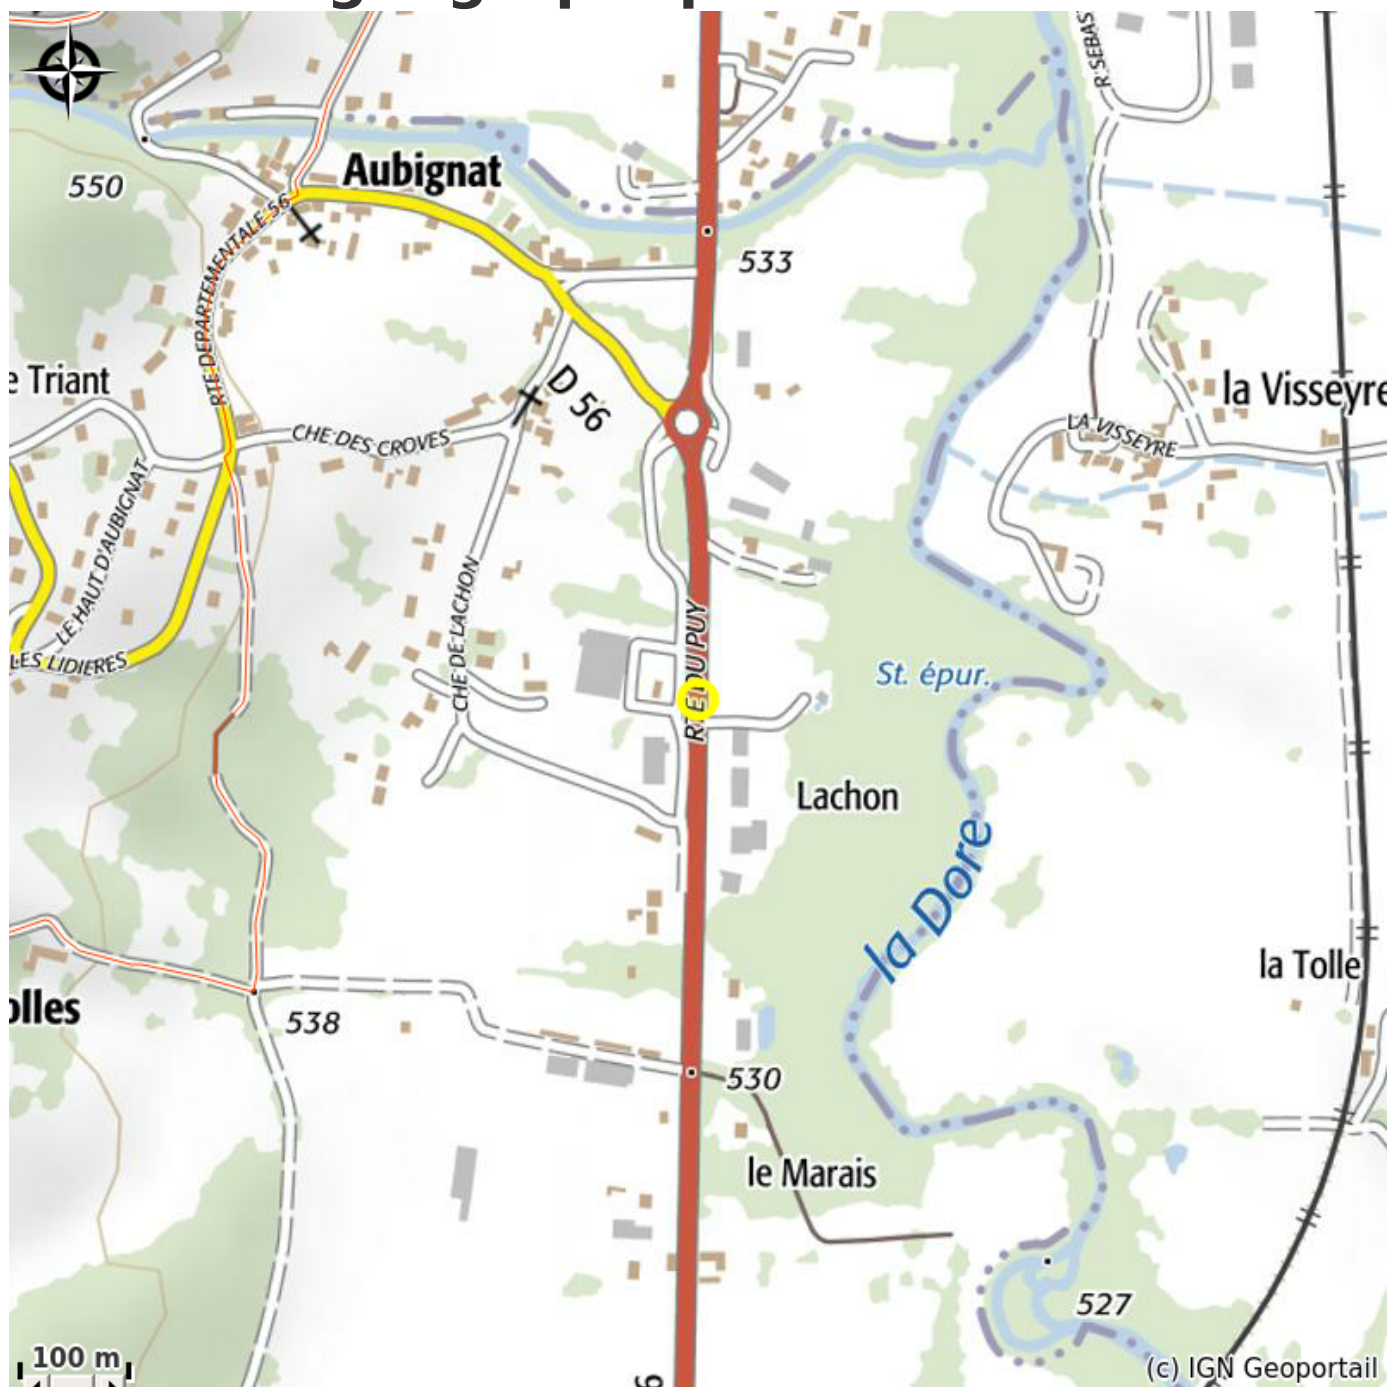 R SEBAS
Aubignat
550
RTE DEPARTEMENTALE 56
533
e Triant
D 56
la Visseyre
CHE DES CROVES
LA VISSEYRE
LE HAUT D'AUBIGNAT
CHE DE LACHON
RTE DU PUY
LES LIDIERES
St. épur.
Lachon
la Dore
la Tolle
olles
538
530
le Marais
527
100 m
(c) IGN Geoportail